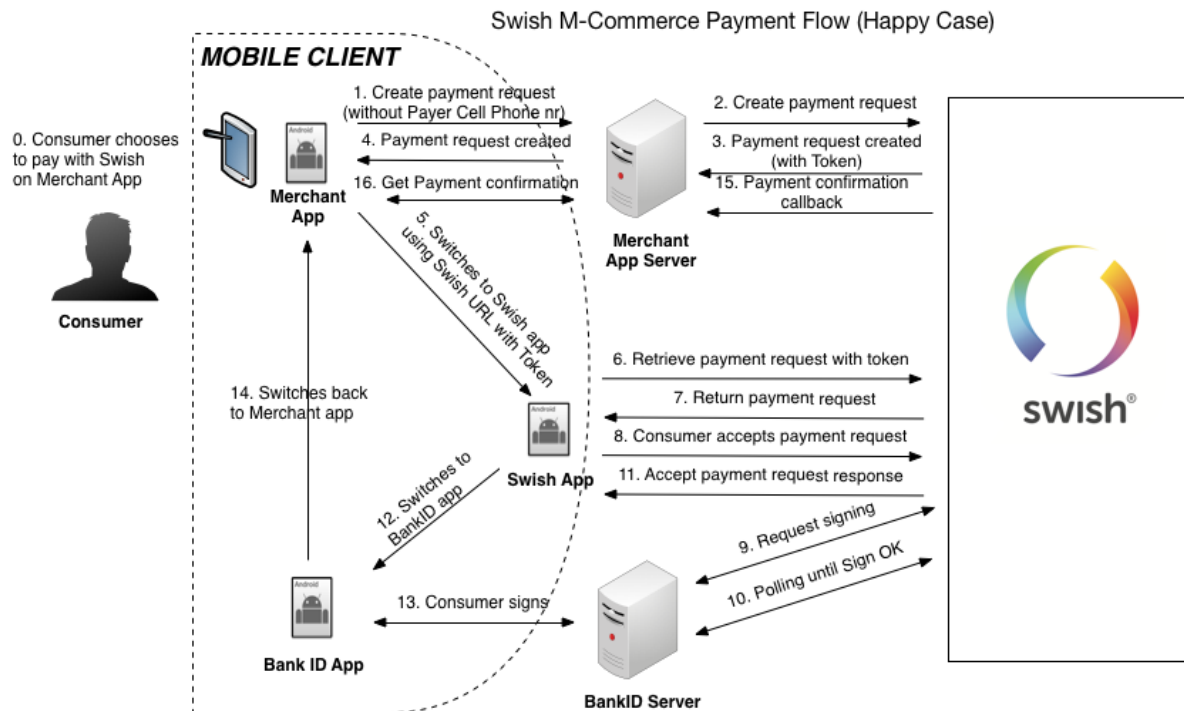 Swish M-Commerce Payment Flow (Happy Case)
MOBILE CLIENT
0. Consumer chooses
to pay with Swish
on Merchant App
Consumer
Android
Merchant
App
1. Create payment request
(without Payer Cell Phone nr)
4. Payment request created
16. Get Payment confirmation
Merchant
App Server
2. Create payment request
3. Payment request created
(with Token)
15. Payment confirmation
callback
5. Switches to Swish app
using Swish URL with Token
swish®
6. Retrieve payment request with token
7. Return payment request
8. Consumer accepts payment request
11. Accept payment request response
Android
Swish App
14. Switches back
to Merchant app
12. Switches to
BankID app
9. Request signing
10. Polling until Sign OK
13. Consumer signs
Android
Bank ID App
BankID Server